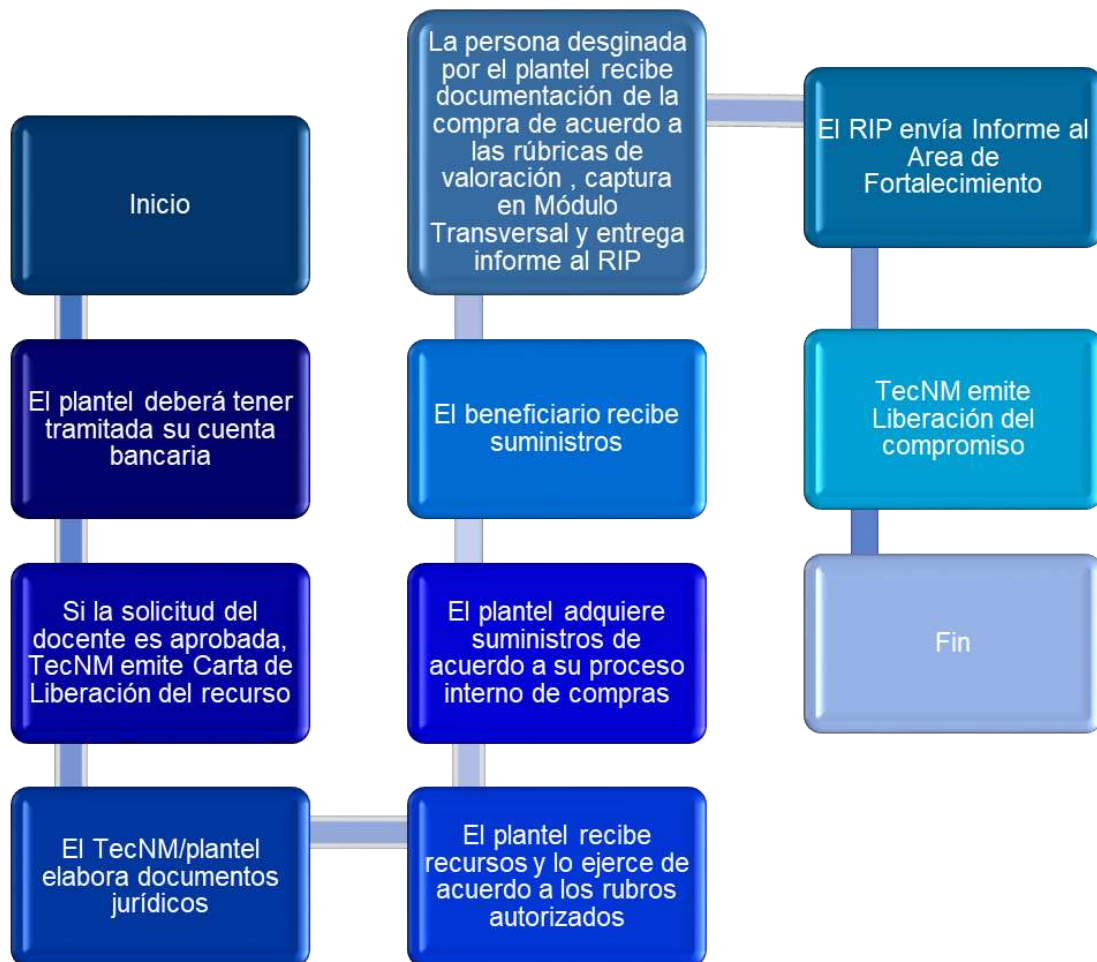 Inicio
El plantel deberá tener
tramitada su cuenta
bancaria
Si la solicitud del
docente es aprobada,
TecNM emite Carta de
Liberación del recurso
El TecNM/plantel
elabora documentos
jurídicos
El plantel recibe
recursos y lo ejerce de
acuerdo a los rubros
autorizados
El plantel adquiere
suministros de
acuerdo a su proceso
interno de compras
El beneficiario recibe
suministros
La persona desginada
por el plantel recibe
documentación de la
compra de acuerdo a
las rúbricas de
valoración , captura
en Módulo
Transversal y entrega
informe al RIP
El RIP envía Informe al
Area de
Fortalecimiento
TecNM emite
Liberación del
compromiso
Fin